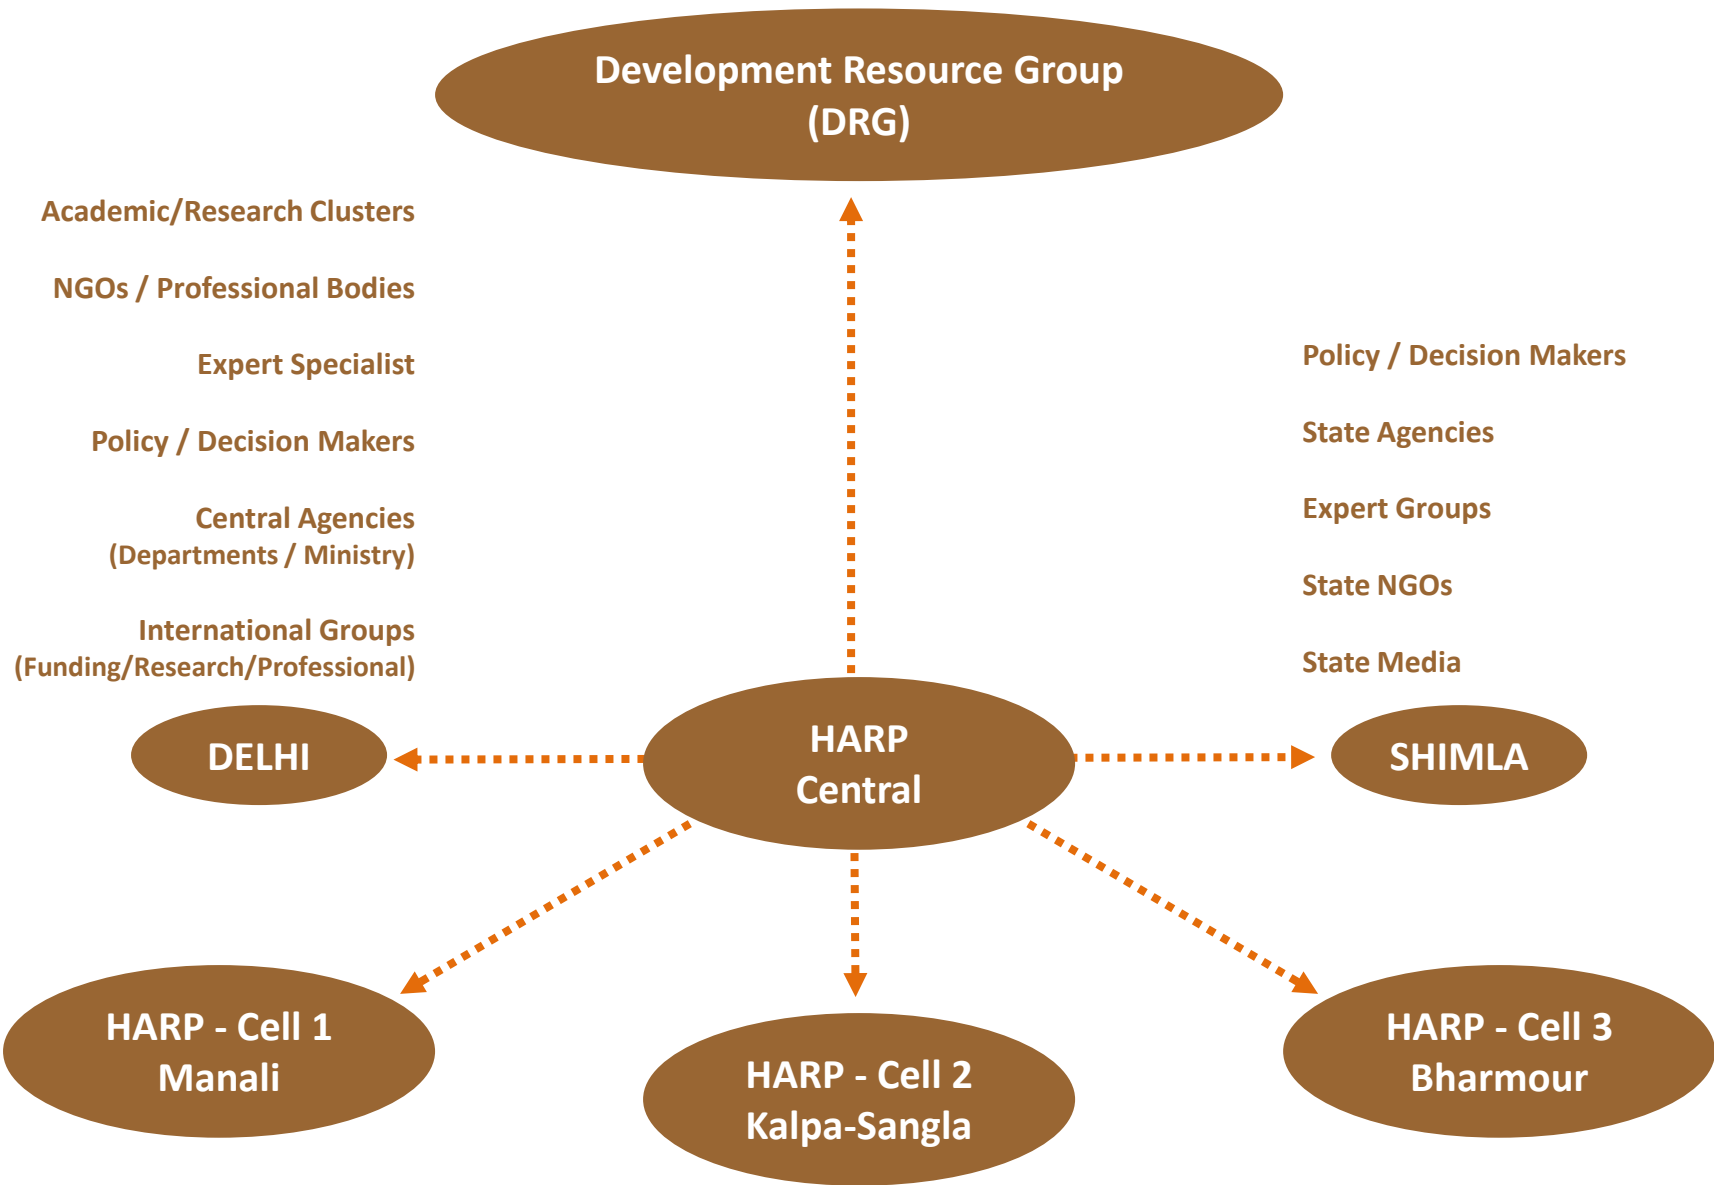 Development Resource Group
(DRG)
Academic/Research Clusters
NGOs / Professional Bodies
Expert Specialist
Policy / Decision Makers
Central Agencies
(Departments / Ministry)
International Groups
(Funding/Research/Professional)
Policy / Decision Makers
State Agencies
Expert Groups
State NGOs
State Media
DELHI
HARP
Central
SHIMLA
HARP - Cell 1
Manali
HARP - Cell 2
Kalpa-Sangla
HARP - Cell 3
Bharmour